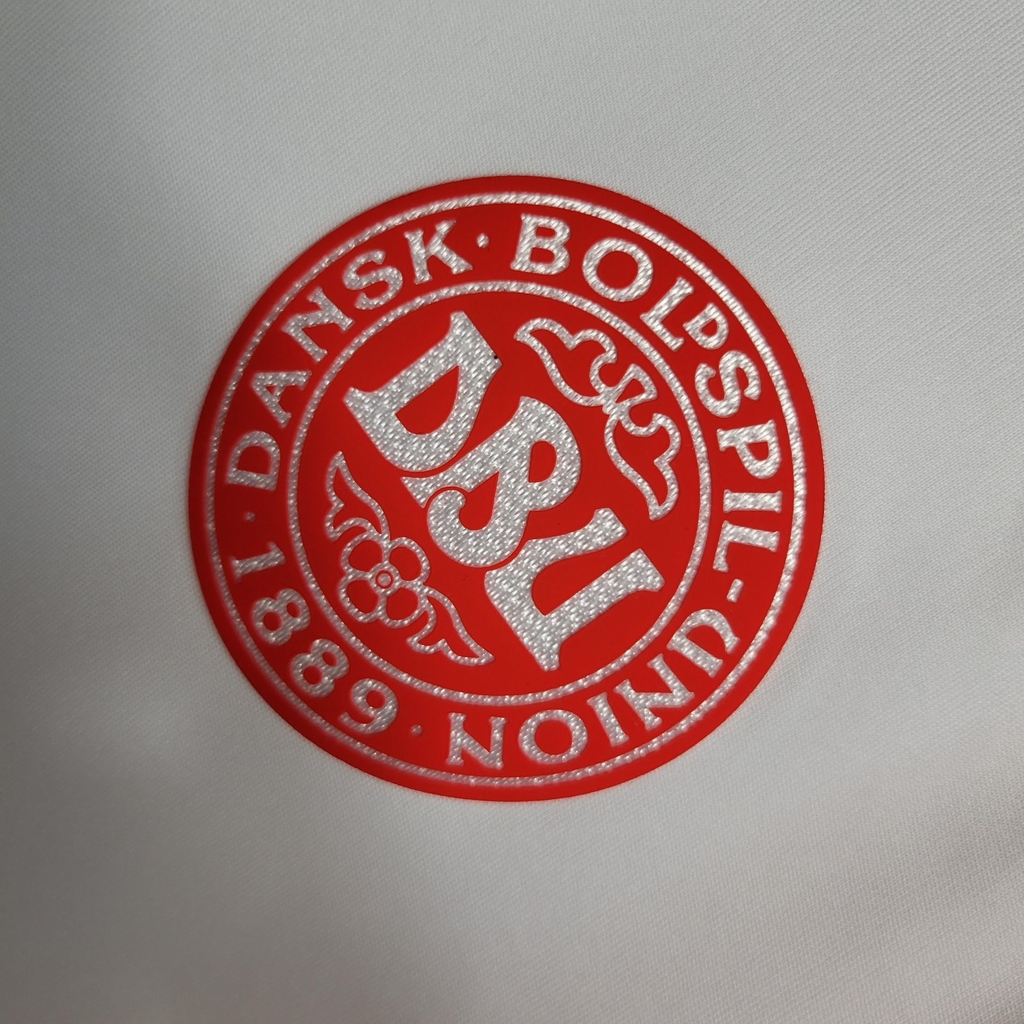 DANSK · BOLDSPIL-UNION · 1889 ·
DBU